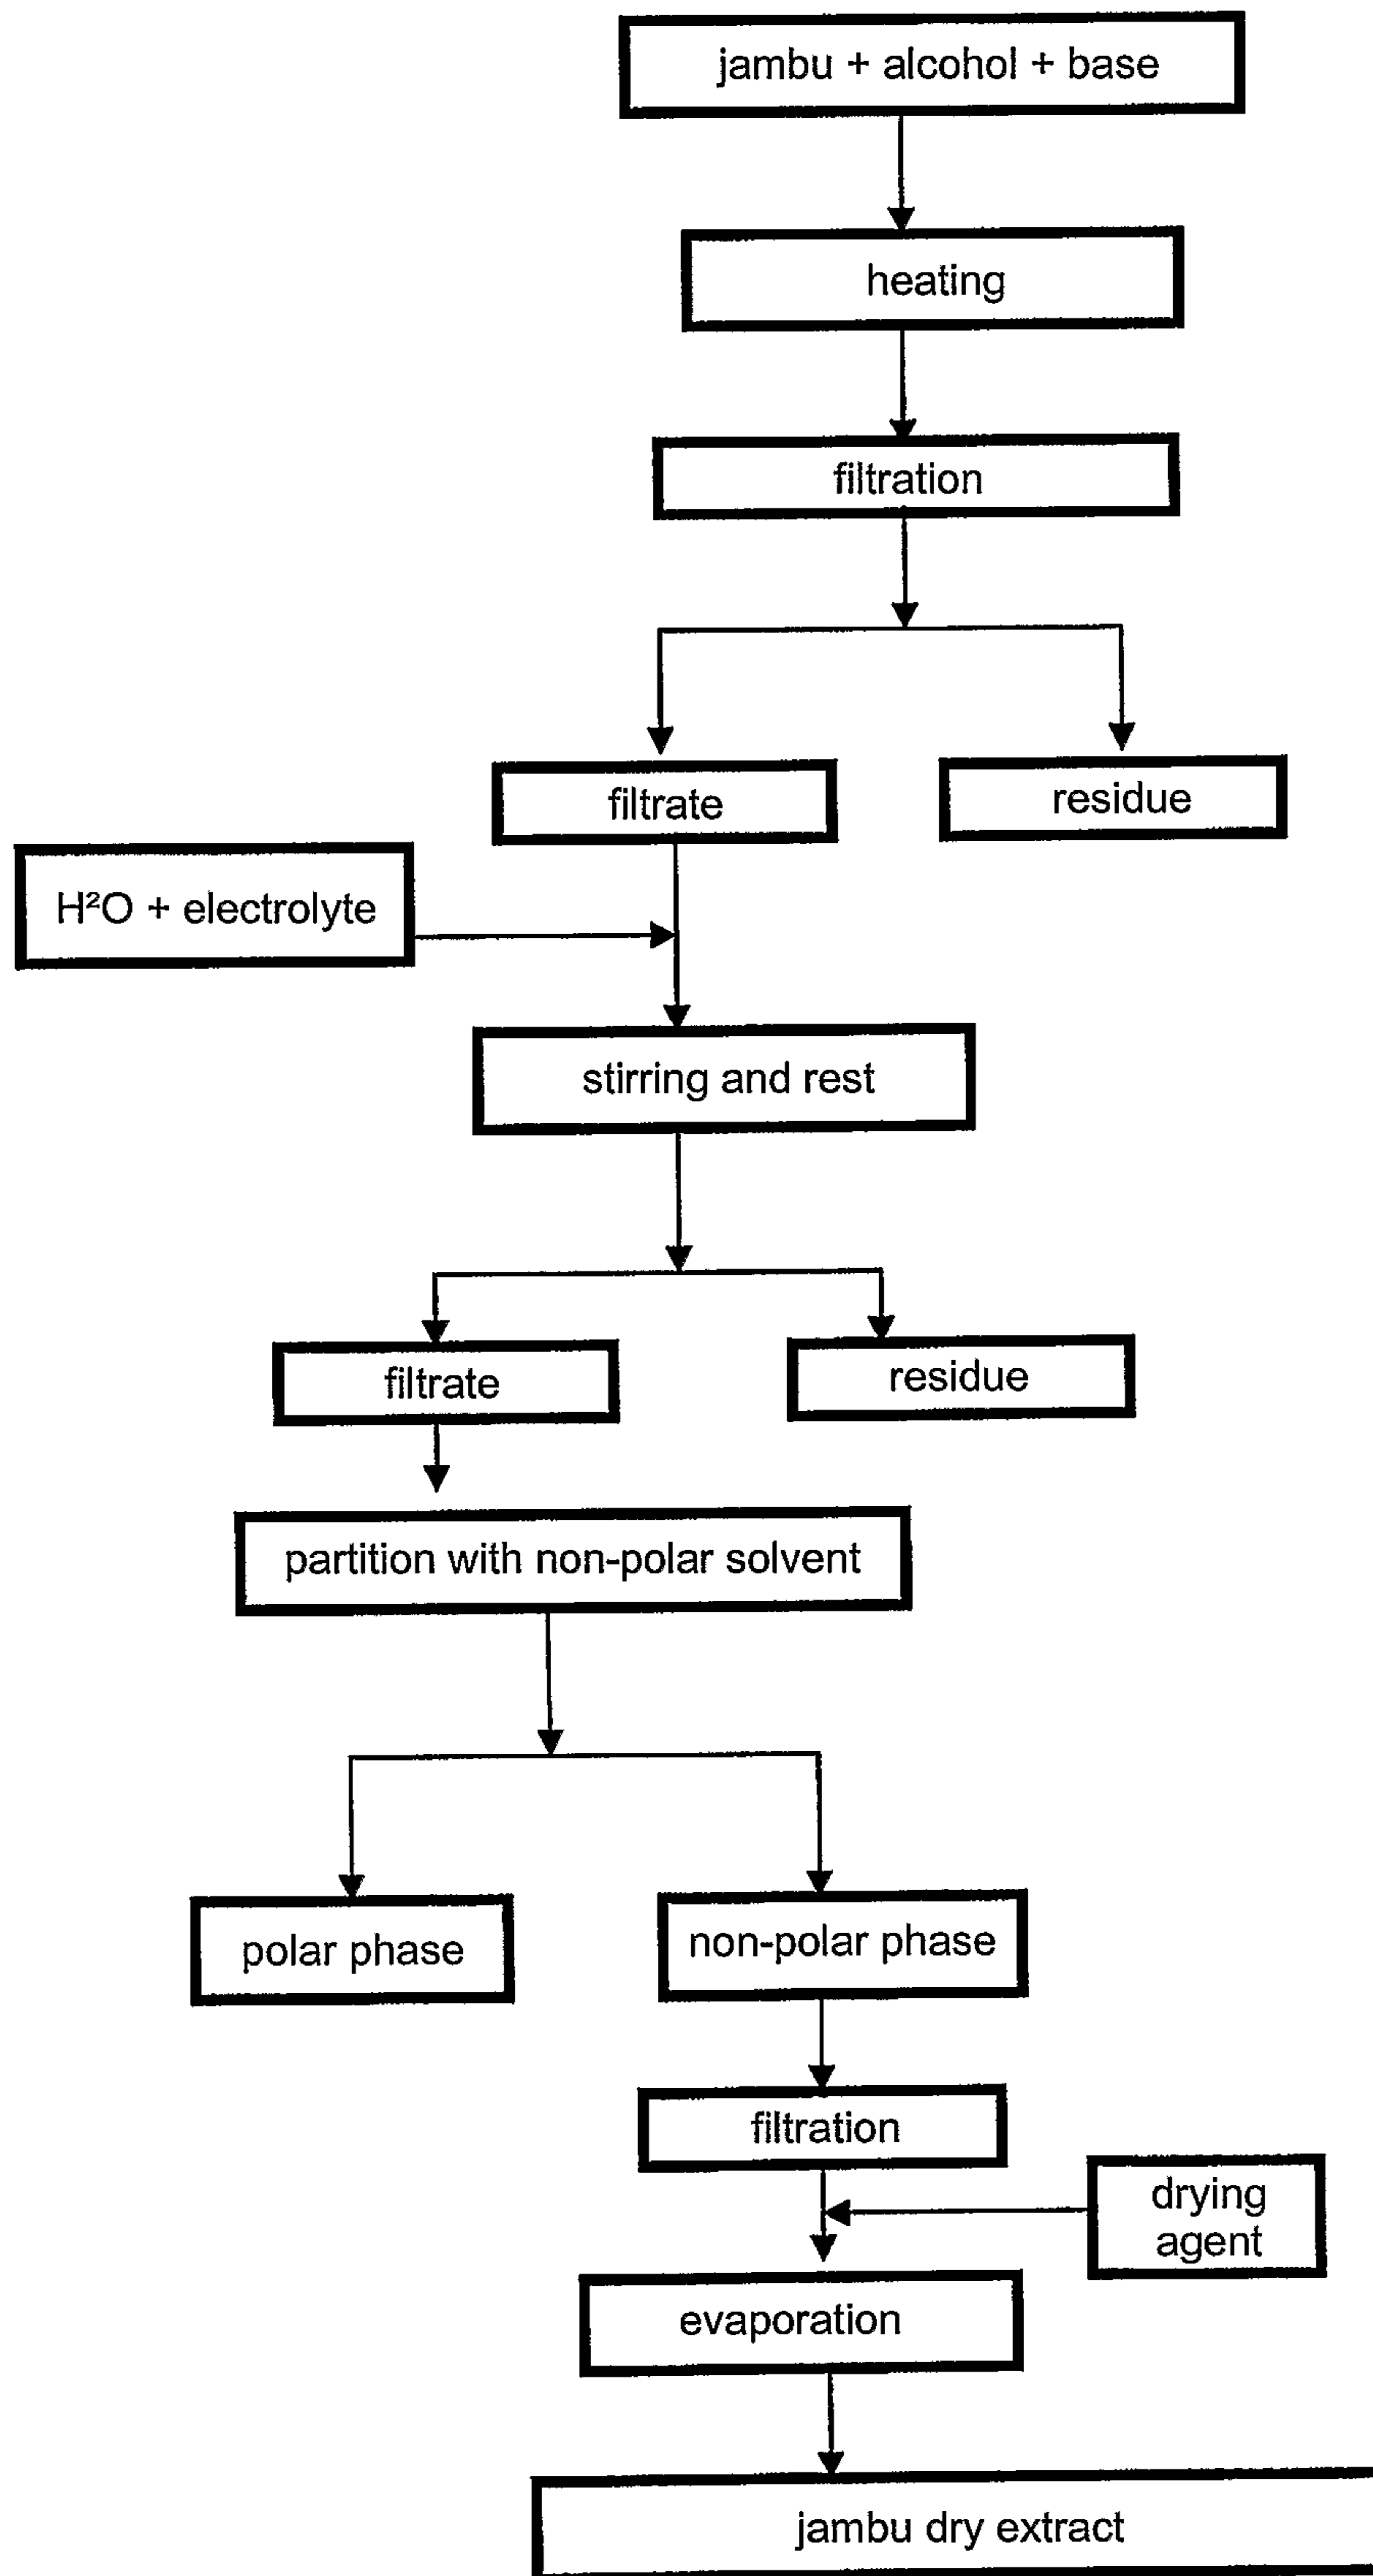 jambu + alcohol + base
heating
filtration
filtrate
residue
H²O + electrolyte
stirring and rest
filtrate
residue
partition with non-polar solvent
polar phase
non-polar phase
filtration
drying
agent
evaporation
jambu dry extract